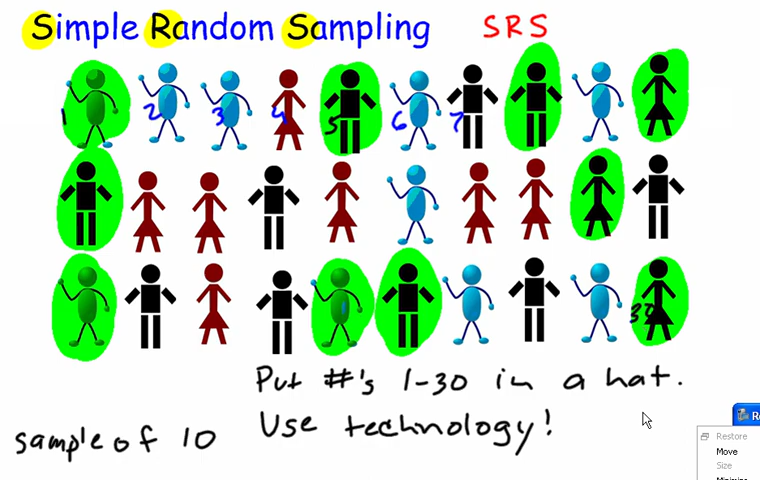 Simple Random Sampling SRS
1 2 3 4 5 6 7
30
Put #'s 1-30 in a hat.
Use technology!
sample of 10
Restore
Move
Size